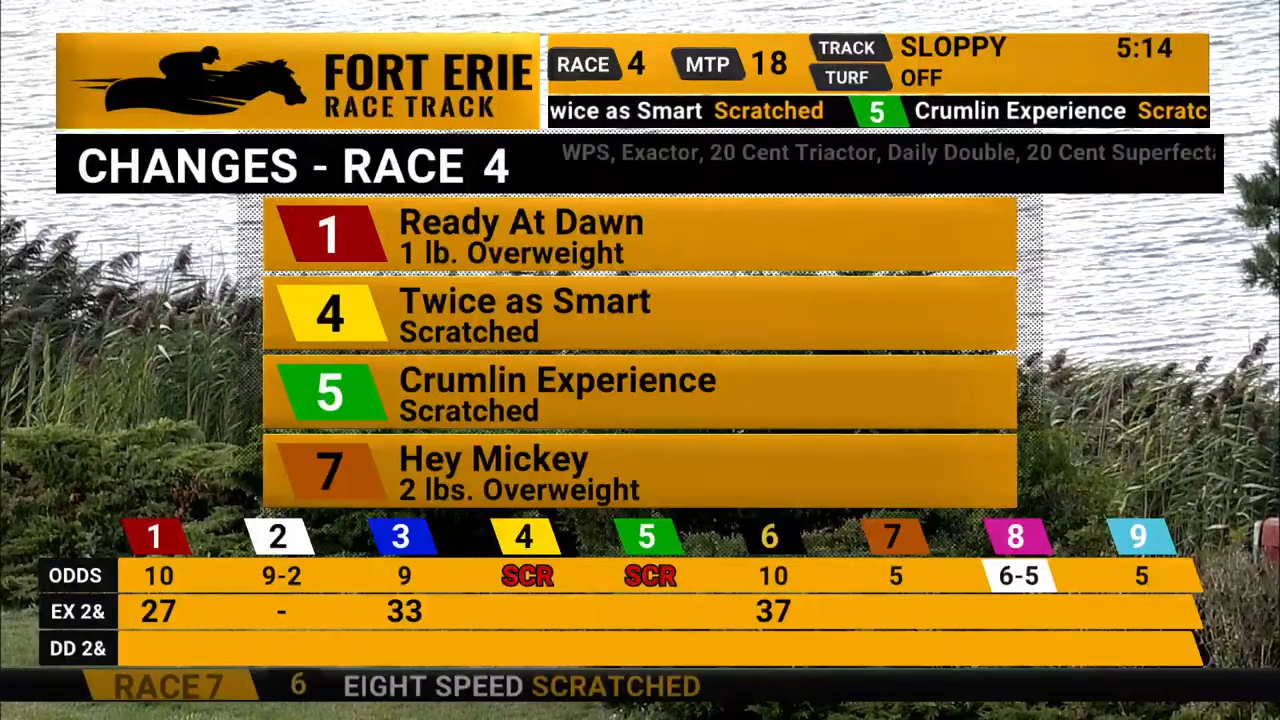 FORT ERIE
RACE TRACK
RACE 4 MTP 18 TRACK SLOPPY 5:14
TURF OFF
wice as Smart Scratched 5 Crumlin Experience Scratc
CHANGES - RACE 4
WPS, Exactor, 20 Cent Triactor, Daily Double, 20 Cent Superfecta
1 Ready At Dawn
1 lb. Overweight
4 Twice as Smart
Scratched
5 Crumlin Experience
Scratched
7 Hey Mickey
2 lbs. Overweight
1 2 3 4 5 6 7 8 9
ODDS 10 9-2 9 SCR SCR 10 5 6-5 5
EX 2& 27 - 33 37
DD 2&
RACE 7 6 EIGHT SPEED SCRATCHED